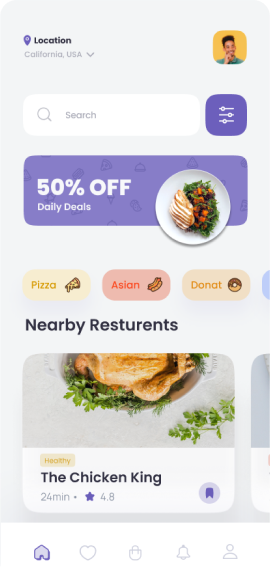 Location
California, USA
Search
50% OFF
Daily Deals
Pizza
Asian
Donat
Nearby Resturents
Healthy
The Chicken King
24min • 4.8